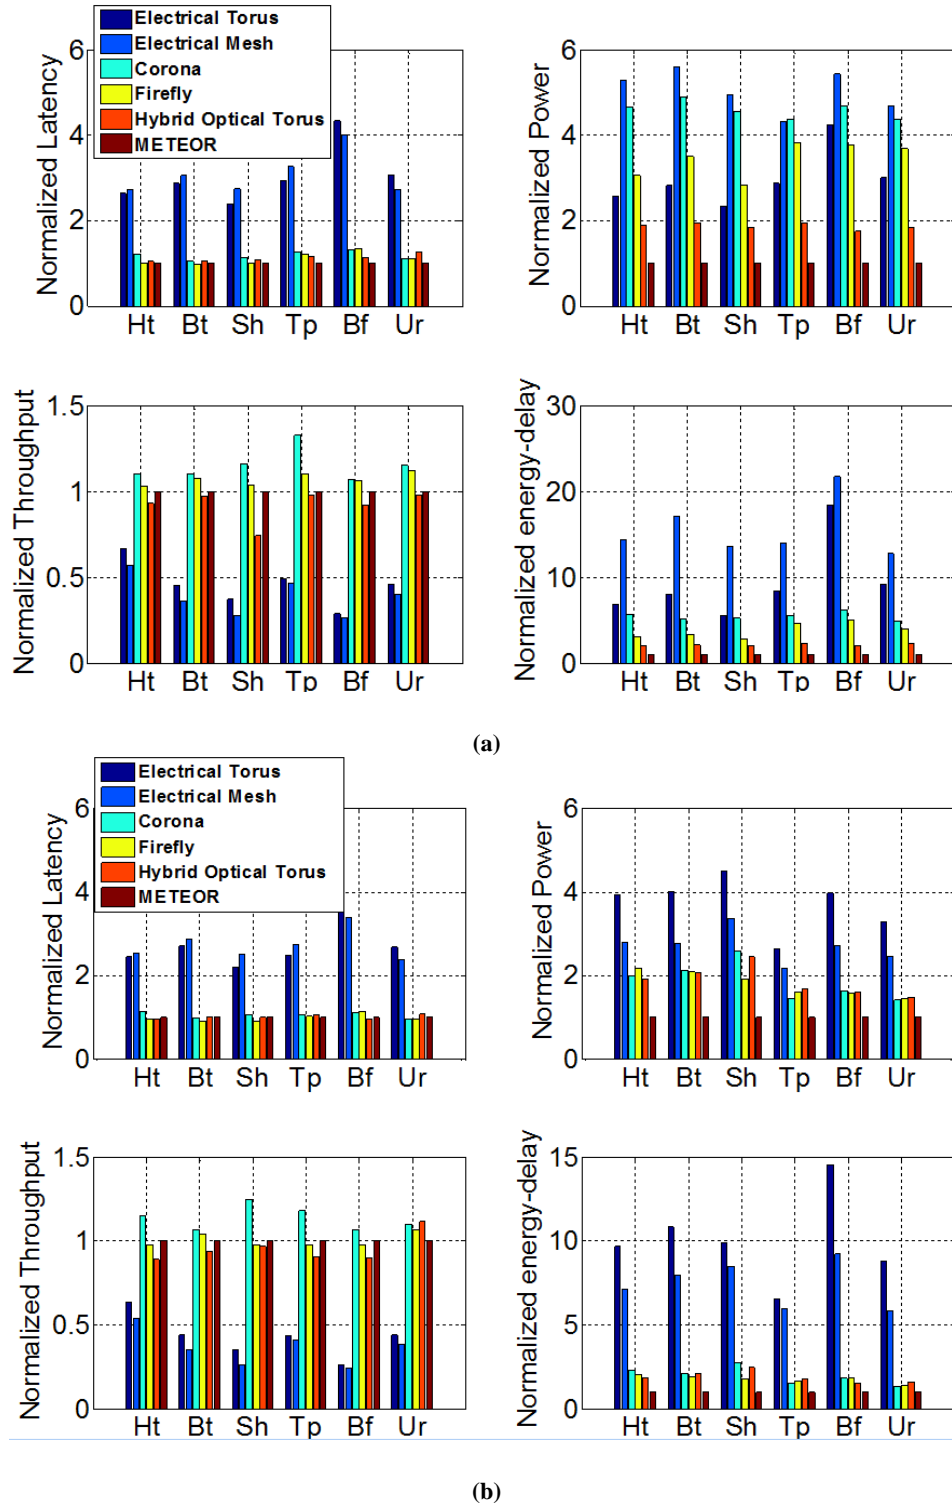 Electrical Torus
Electrical Mesh
Corona
Firefly
Hybrid Optical Torus
METEOR
Normalized Latency
6
4
2
0
Ht Bt Sh Tp Bf Ur
Normalized Power
6
4
2
0
Ht Bt Sh Tp Bf Ur
Normalized Throughput
1.5
1
0.5
0
Ht Bt Sh Tp Bf Ur
Normalized energy-delay
30
20
10
0
Ht Bt Sh Tp Bf Ur
(a)
Electrical Torus
Electrical Mesh
Corona
Firefly
Hybrid Optical Torus
METEOR
Normalized Latency
6
4
2
0
Ht Bt Sh Tp Bf Ur
Normalized Power
6
4
2
0
Ht Bt Sh Tp Bf Ur
Normalized Throughput
1.5
1
0.5
0
Ht Bt Sh Tp Bf Ur
Normalized energy-delay
15
10
5
0
Ht Bt Sh Tp Bf Ur
(b)